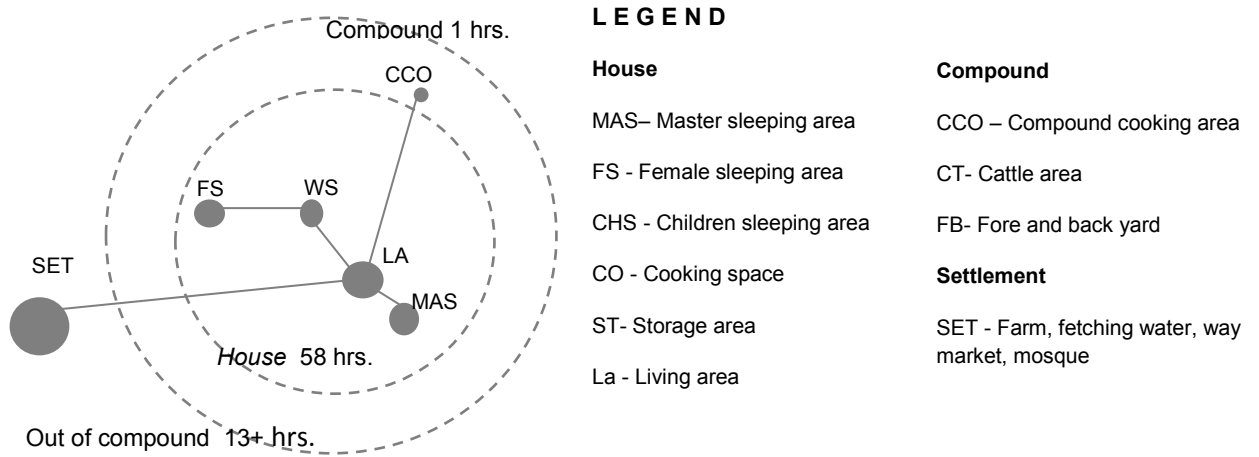 Compound 1 hrs.
CCO
FS
WS
LA
SET
MAS
House 58 hrs.
Out of compound 13+ hrs.
LEGEND
House
MAS– Master sleeping area
FS - Female sleeping area
CHS - Children sleeping area
CO - Cooking space
ST- Storage area
La - Living area
Compound
CCO – Compound cooking area
CT- Cattle area
FB- Fore and back yard
Settlement
SET - Farm, fetching water, way
market, mosque